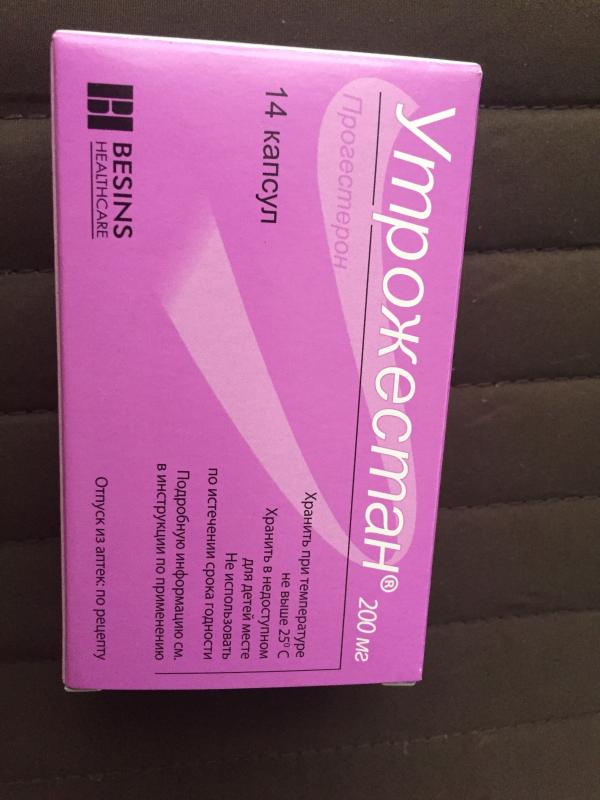 Утрожестан® 200 мг
Прогестерон
14 капсул
Хранить при температуре
не выше 25⁰ С
Хранить в недоступном
для детей месте
Не использовать
по истечении срока годности
Подробную информацию см.
в инструкции по применению
BESINS
HEALTHCARE
Отпуск из аптек: по рецепту